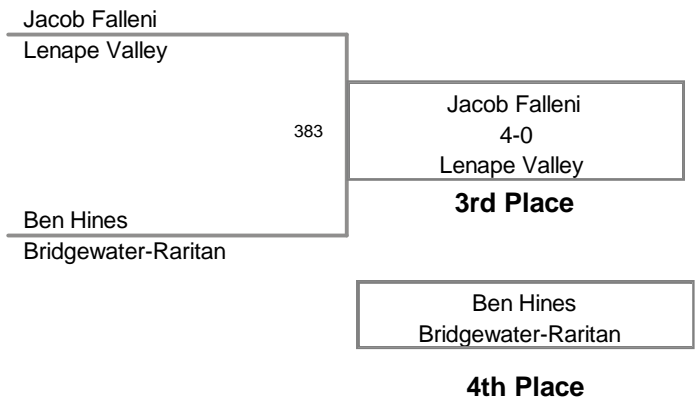 Jacob Falleni
Lenape Valley
383
Jacob Falleni
4-0
Lenape Valley
3rd Place
Ben Hines
Bridgewater-Raritan
Ben Hines
Bridgewater-Raritan
4th Place